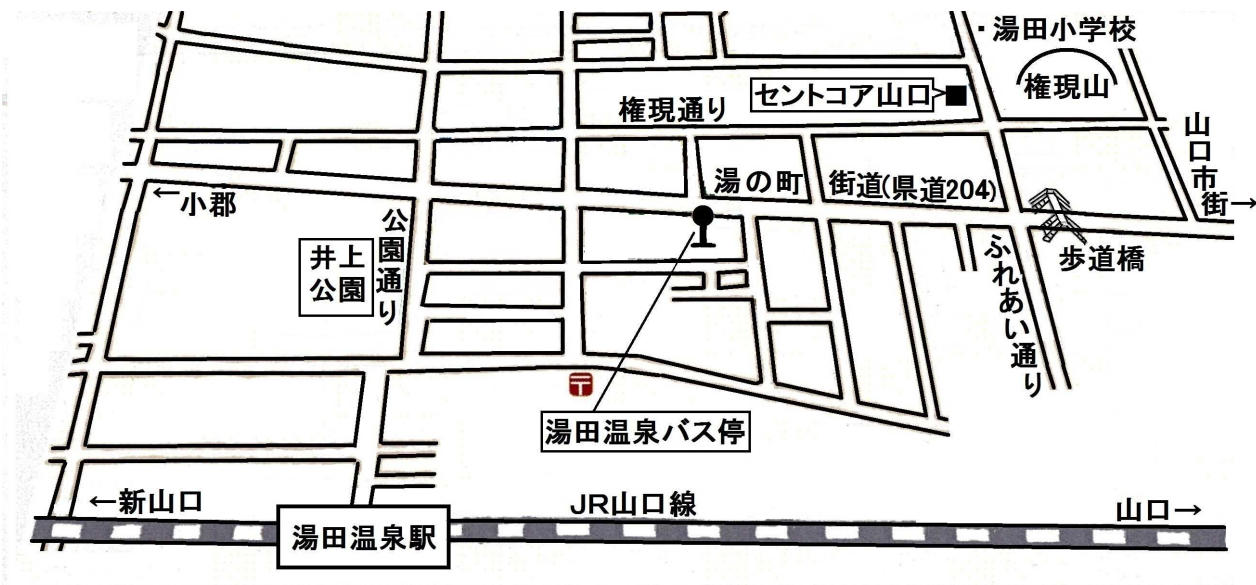 ・湯田小学校
権現山
セントコア山口
権現通り
山口市街→
湯の町
街道(県道204)
←小郡
公園通り
井上
公園
ふれあい通り
歩道橋
〒
湯田温泉バス停
←新山口
JR山口線
山口→
湯田温泉駅